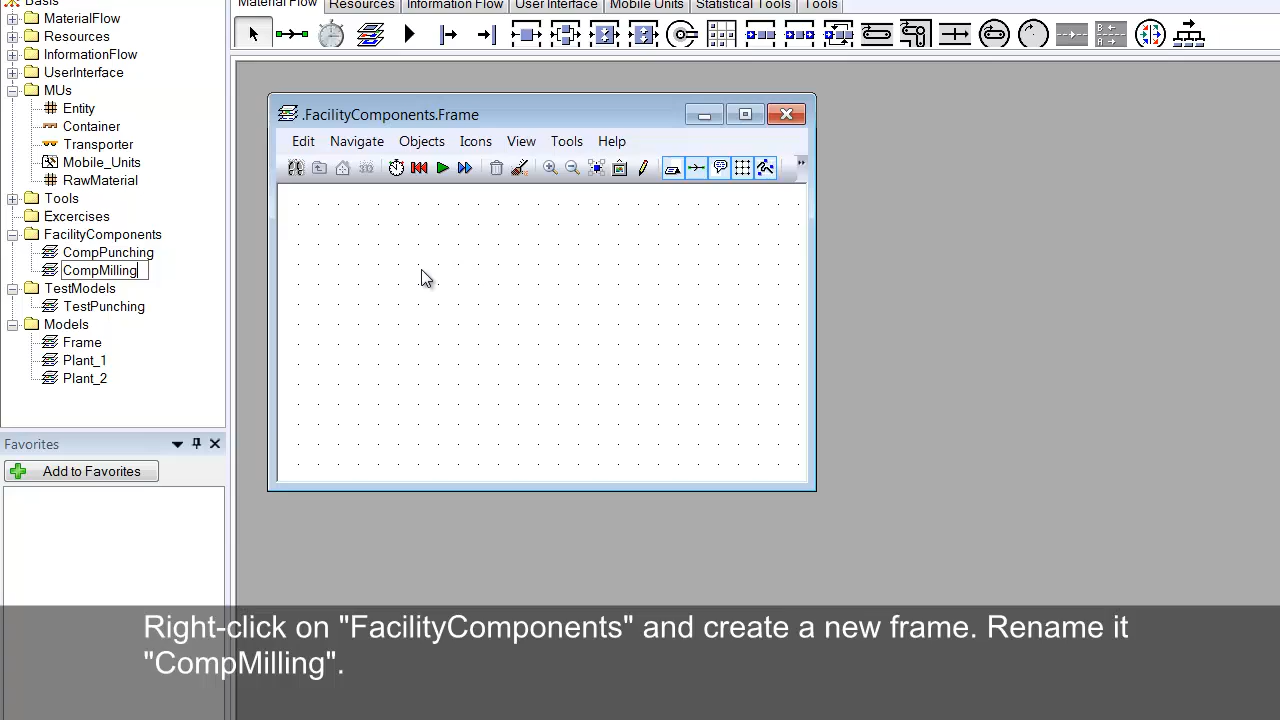 Basis
MaterialFlow
Resources
InformationFlow
UserInterface
MUs
Entity
Container
Transporter
Mobile_Units
RawMaterial
Tools
Excercises
FacilityComponents
CompPunching
CompMilling
TestModels
TestPunching
Models
Frame
Plant_1
Plant_2
Favorites
Add to Favorites
Material Flow Resources Information Flow User Interface Mobile Units Statistical Tools Tools
.FacilityComponents.Frame
Edit Navigate Objects Icons View Tools Help
3D
Right-click on "FacilityComponents" and create a new frame. Rename it
"CompMilling".